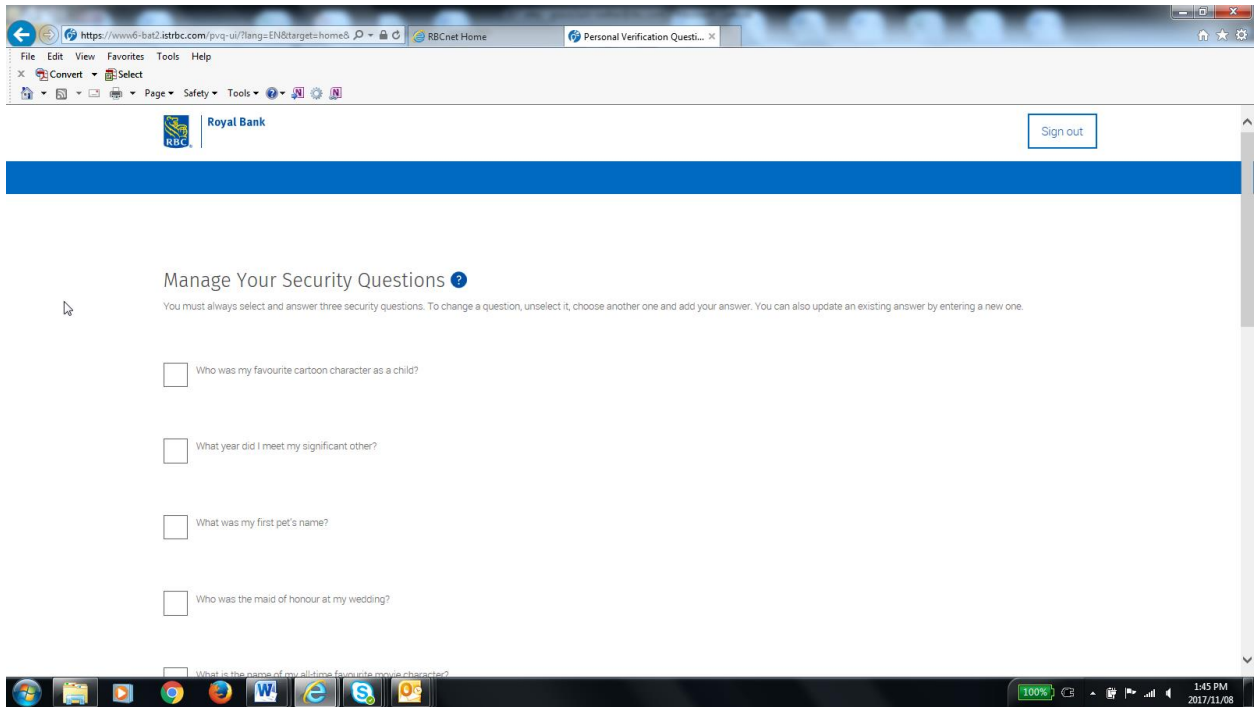 https://www6-bat2.istrbc.com/pvq-ui/?lang=EN&target=home&
RBCnet Home
Personal Verification Questi...
File Edit View Favorites Tools Help
Convert Select
Page Safety Tools
RBC
Royal Bank
Sign out
Manage Your Security Questions ?
You must always select and answer three security questions. To change a question, unselect it, choose another one and add your answer. You can also update an existing answer by entering a new one.
Who was my favourite cartoon character as a child?
What year did I meet my significant other?
What was my first pet's name?
Who was the maid of honour at my wedding?
What is the name of my all-time favourite movie character?
100%
1:45 PM
2017/11/08